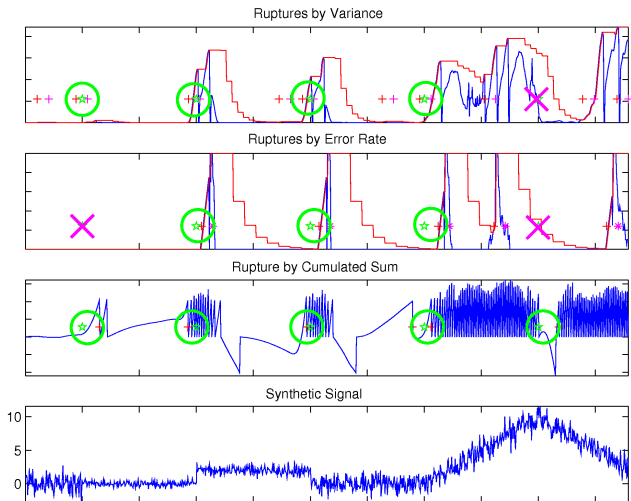 Ruptures by Variance
Ruptures by Error Rate
Rupture by Cumulated Sum
Synthetic Signal
10
5
0